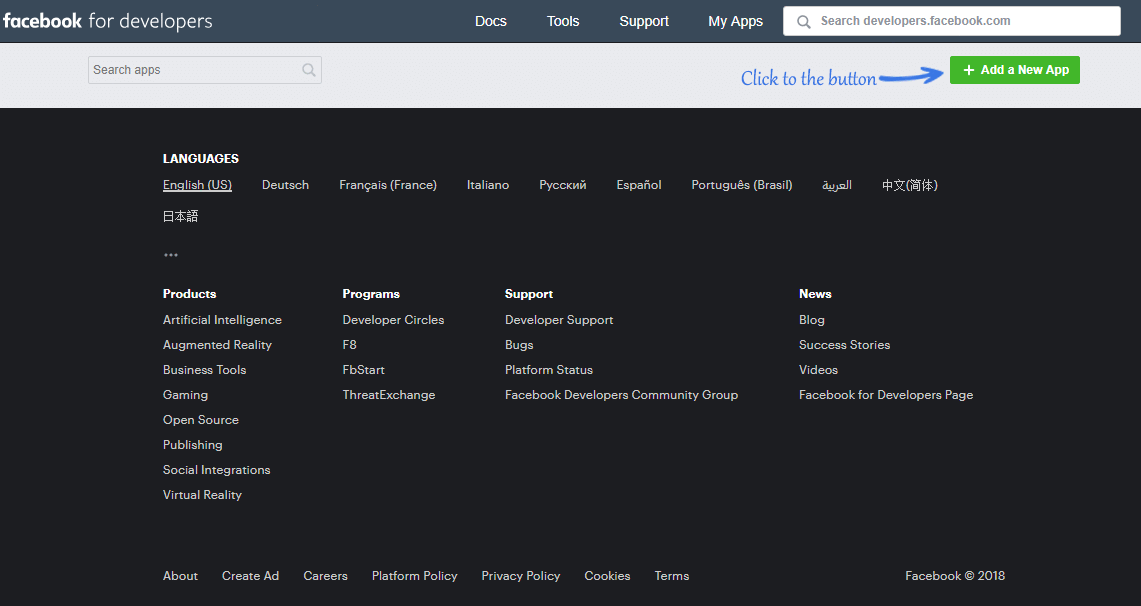 facebook for developers Docs Tools Support My Apps Search developers.facebook.com
Search apps Click to the button + Add a New App
LANGUAGES
English (US) Deutsch Français (France) Italiano Русский Español Português (Brasil) العربية 中文(简体)
日本語
...
Products Programs Support News
Artificial Intelligence Developer Circles Developer Support Blog
Augmented Reality F8 Bugs Success Stories
Business Tools FbStart Platform Status Videos
Gaming ThreatExchange Facebook Developers Community Group Facebook for Developers Page
Open Source
Publishing
Social Integrations
Virtual Reality
About Create Ad Careers Platform Policy Privacy Policy Cookies Terms Facebook © 2018